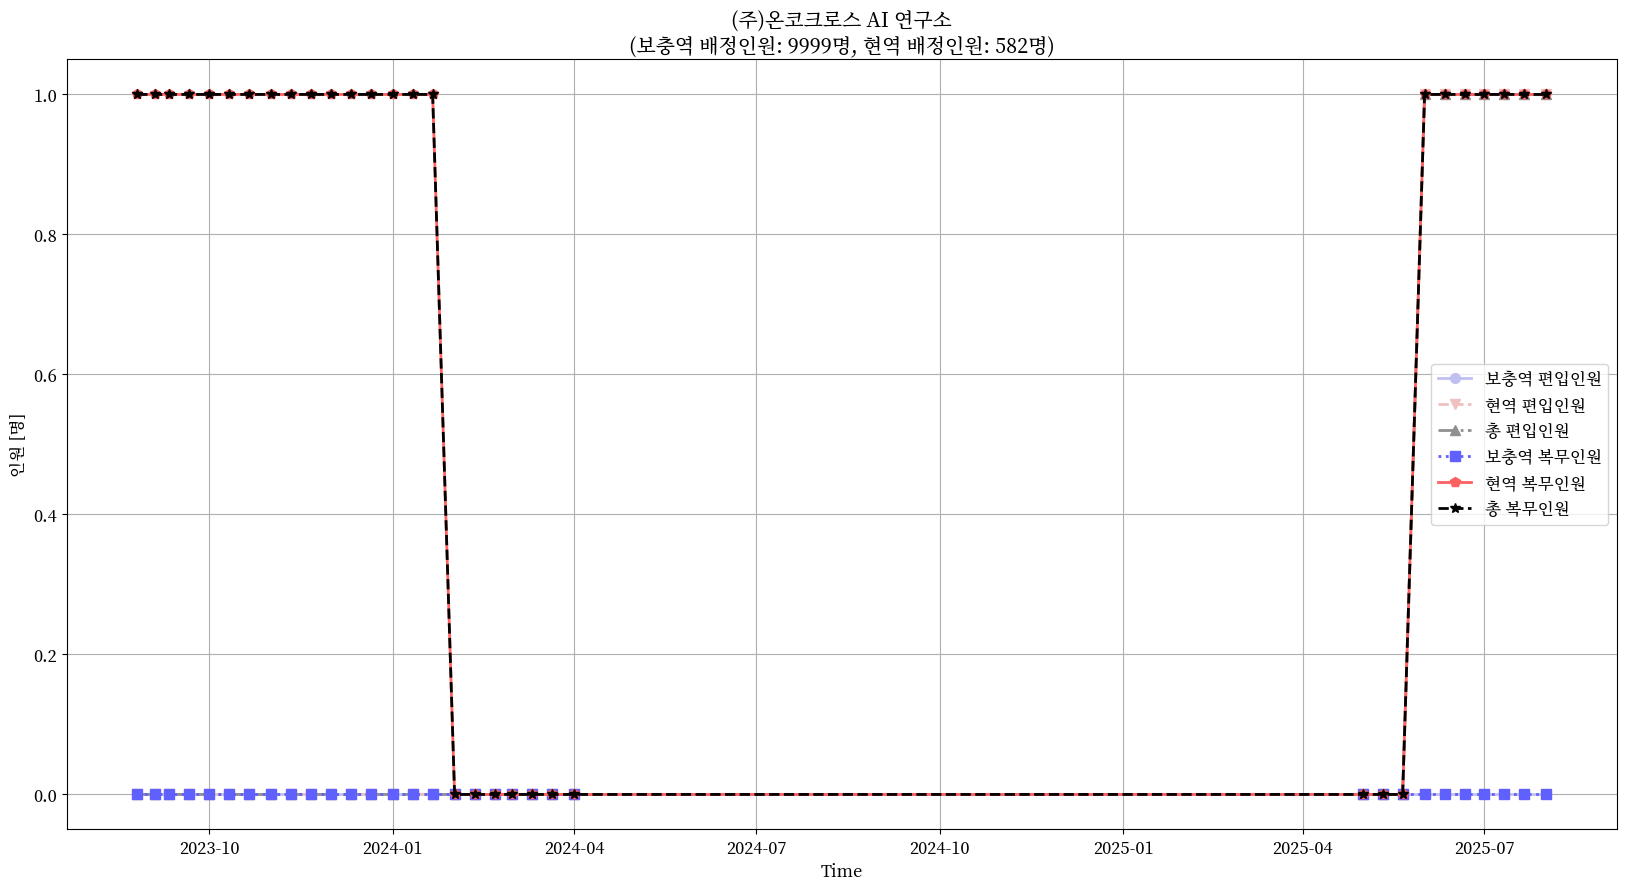 (주)온코크로스 AI 연구소
(보충역 배정인원: 9999명, 현역 배정인원: 582명)
1.0
0.8
0.6
0.4
0.2
0.0
인원 [명]
보충역 편입인원
현역 편입인원
총 편입인원
보충역 복무인원
현역 복무인원
총 복무인원
2023-10
2024-01
2024-04
2024-07
2024-10
2025-01
2025-04
2025-07
Time